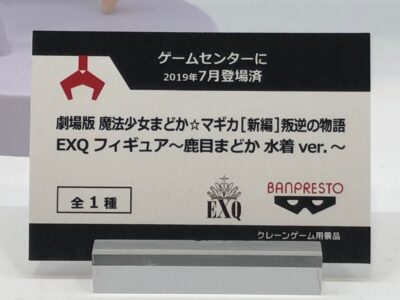 ゲームセンターに
2019年7月登場済
劇場版 魔法少女まどか☆マギカ[新編]叛逆の物語
EXQ フィギュア～鹿目まどか 水着 ver.～
全1種
EXQ
BANPRESTO
クレーンゲーム用景品